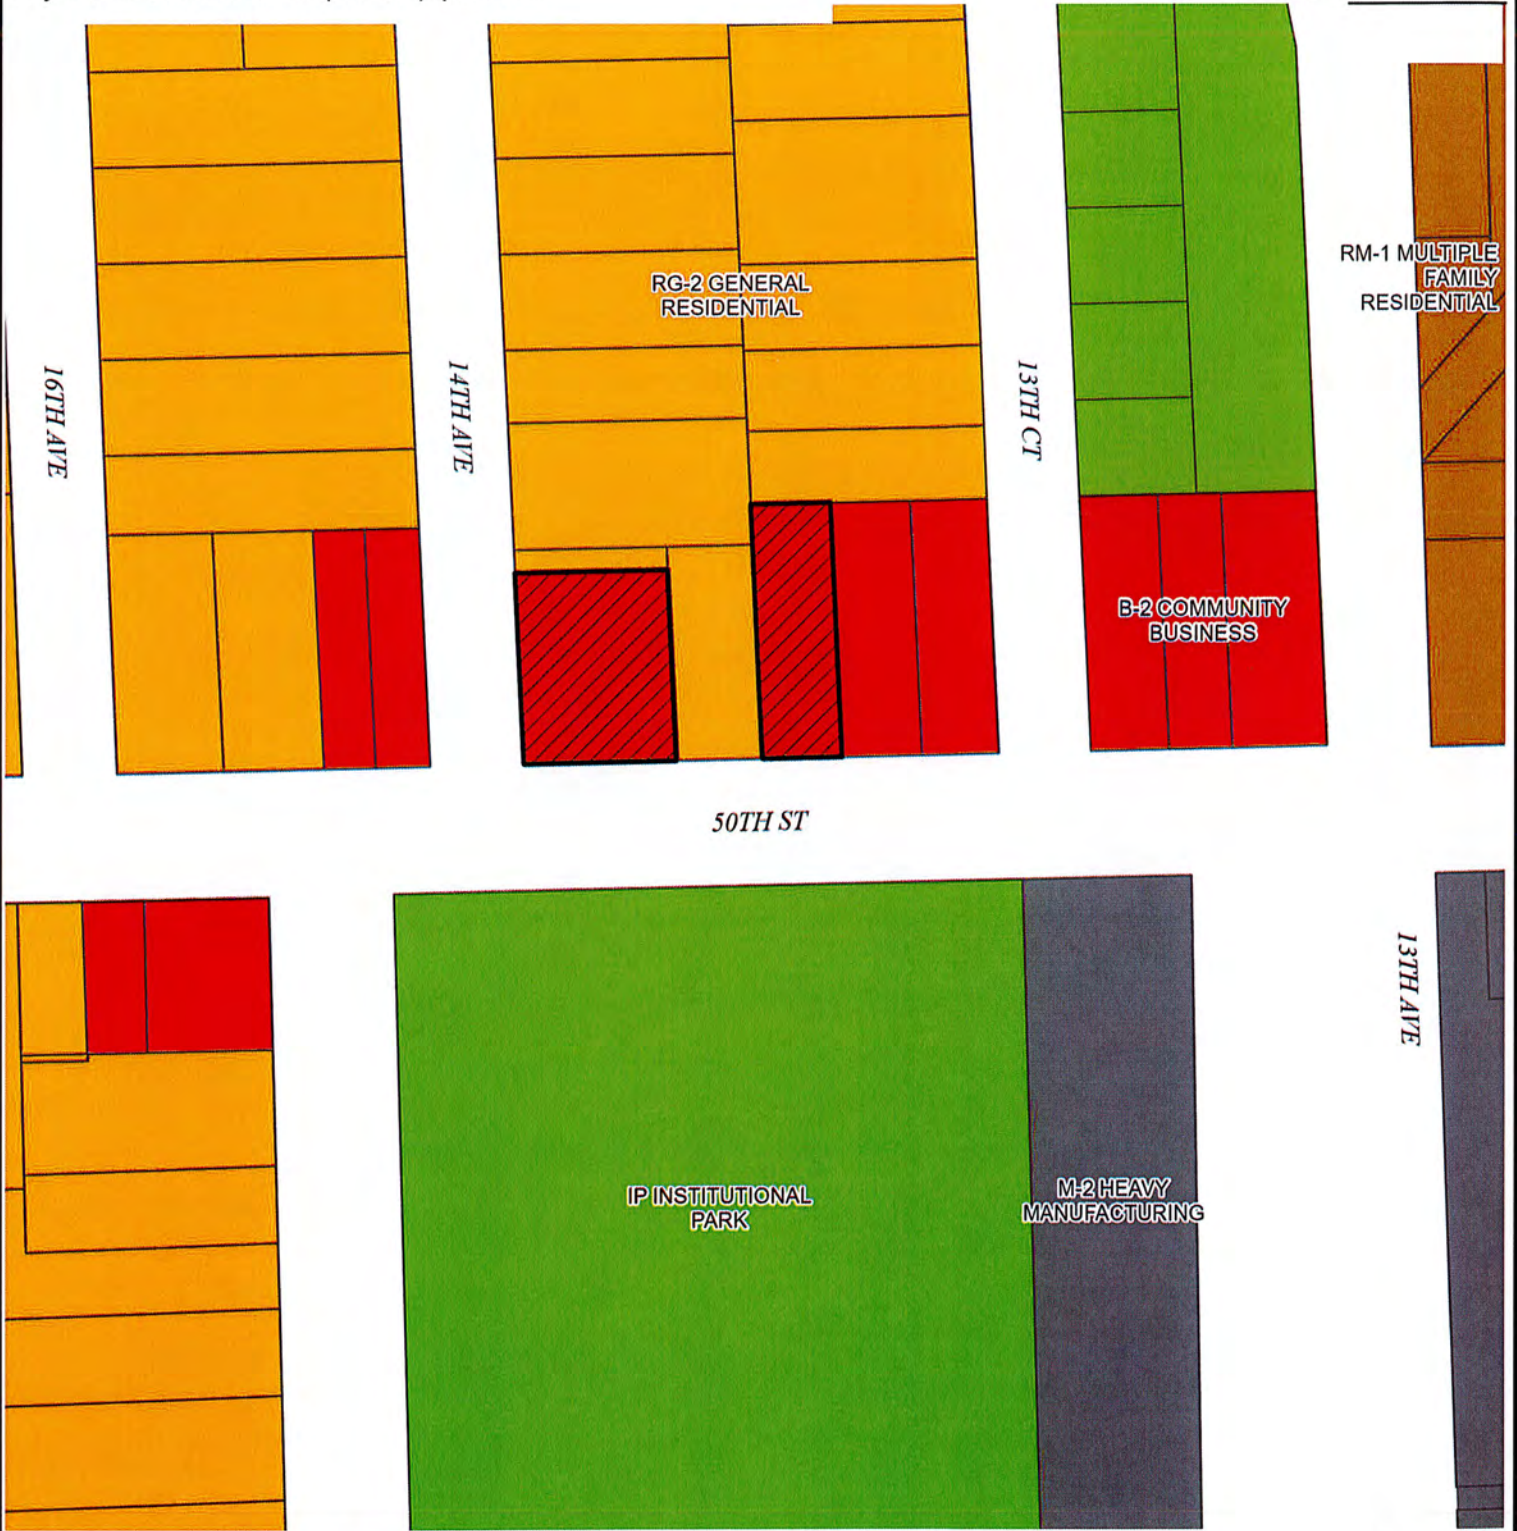 RG-2 GENERAL
RESIDENTIAL
RM-1 MULTIPLE
FAMILY
RESIDENTIAL
16TH AVE
14TH AVE
13TH CT
B-2 COMMUNITY
BUSINESS
50TH ST
13TH AVE
IP INSTITUTIONAL
PARK
M-2 HEAVY
MANUFACTURING